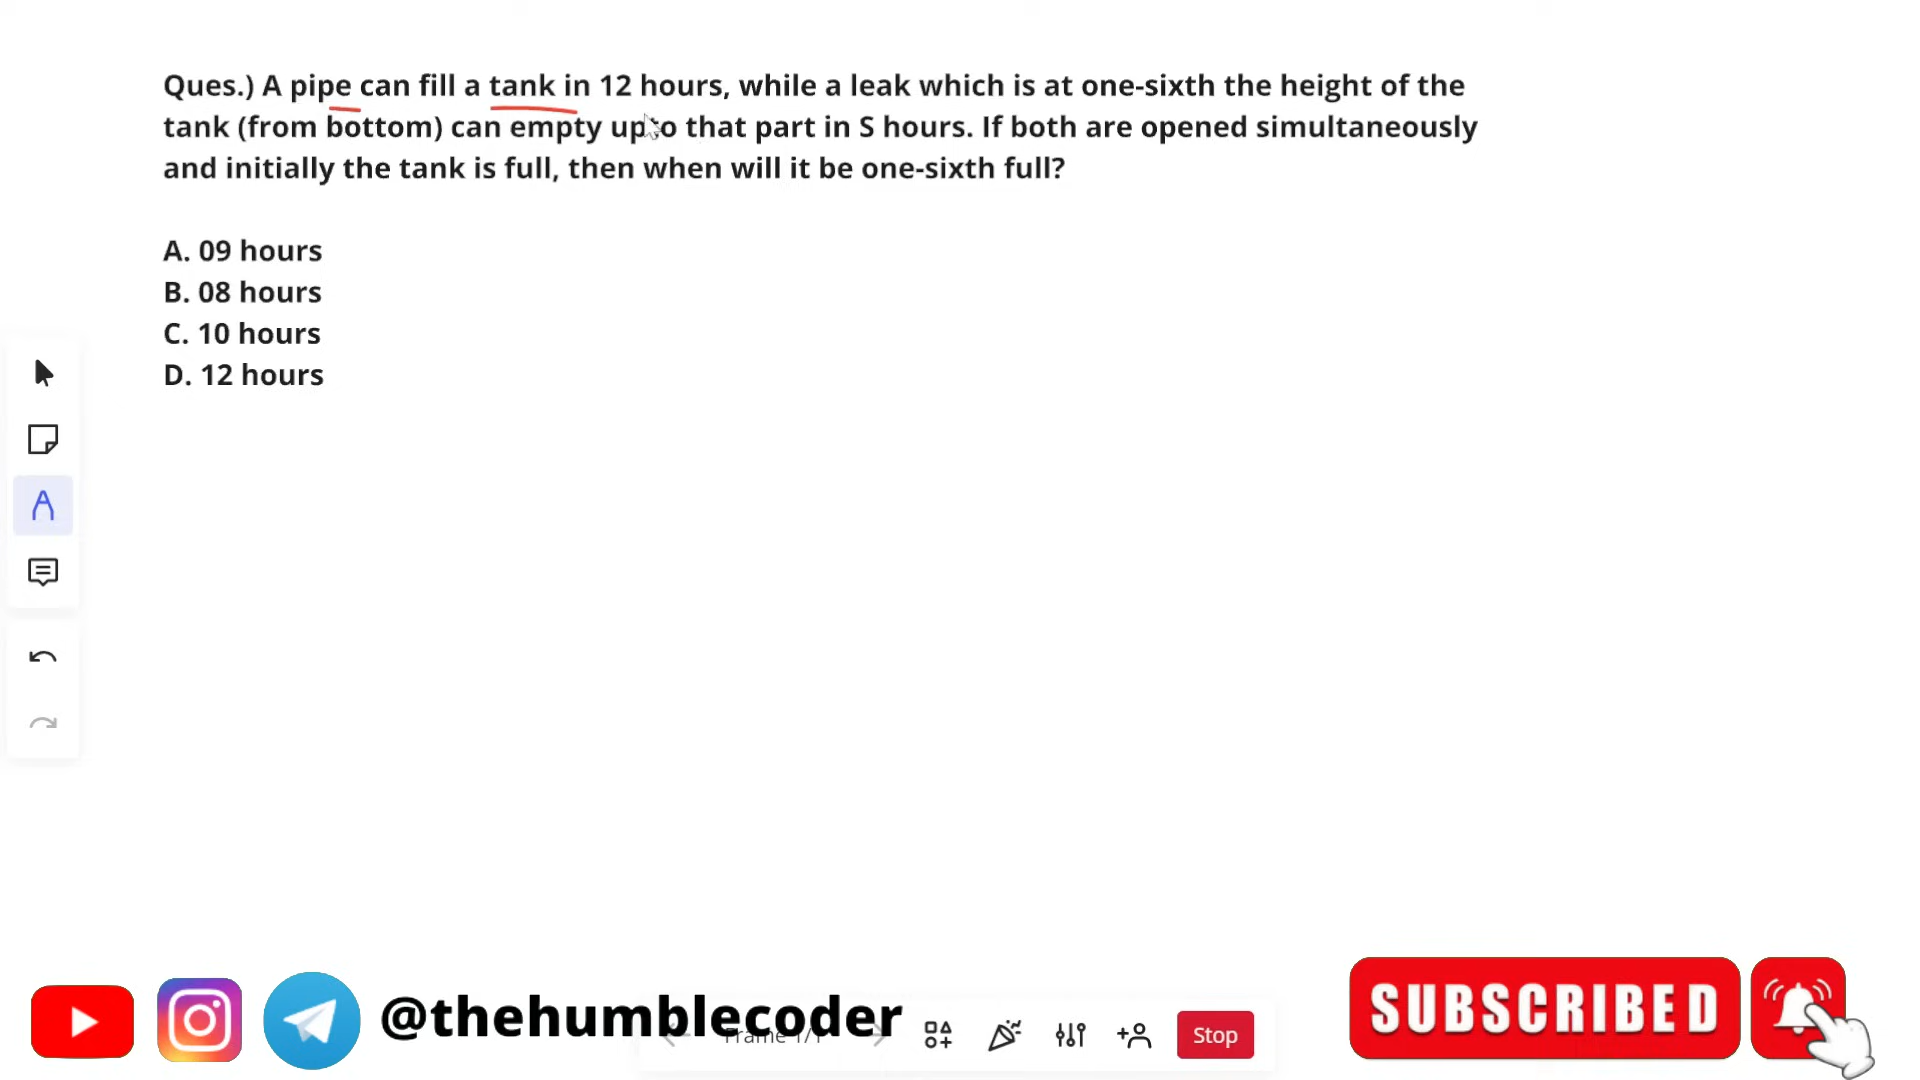 Ques.) A pipe can fill a tank in 12 hours, while a leak which is at one-sixth the height of the
tank (from bottom) can empty upto that part in S hours. If both are opened simultaneously
and initially the tank is full, then when will it be one-sixth full?
A. 09 hours
B. 08 hours
C. 10 hours
D. 12 hours
@thehumblecoder
Frame 1/1
Stop
SUBSCRIBED